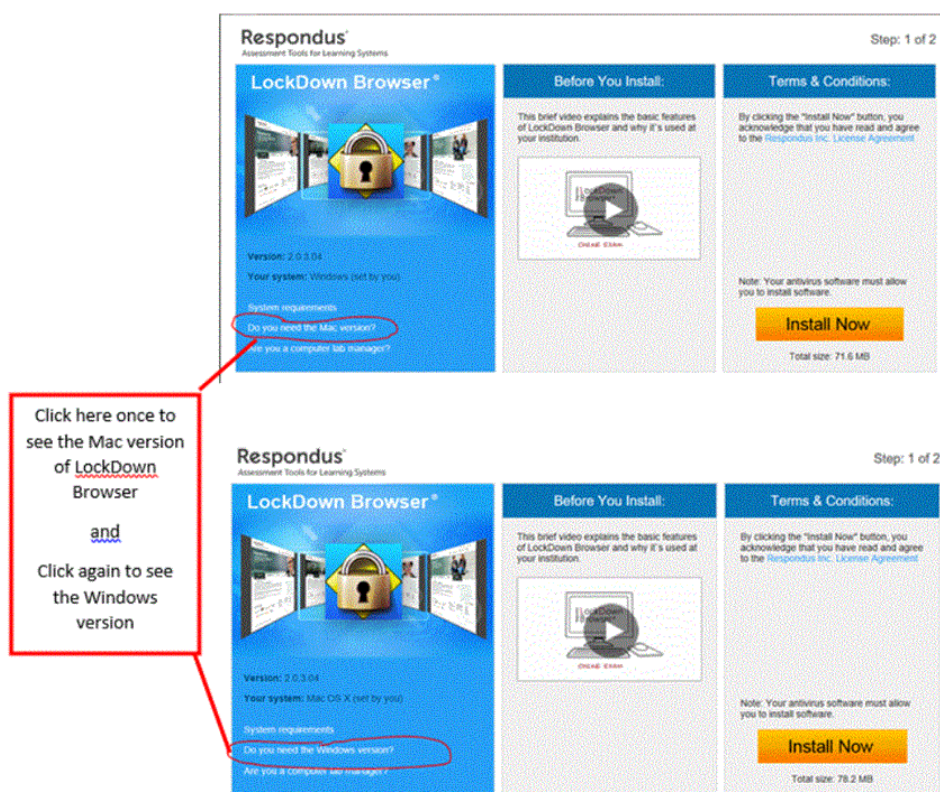 Respondus
Assessment Tools for Learning Systems
Step: 1 of 2
LockDown Browser®
Version: 2.0.3.04
Your system: Windows (set by you)
System requirements
Do you need the Mac version?
Are you a computer lab manager?
Before You Install:
This brief video explains the basic features
of LockDown Browser and why it's used at
your institution.
LockDown
Browser
ONLINE EXAM
Terms & Conditions:
By clicking the "Install Now" button, you
acknowledge that you have read and agree
to the Respondus Inc. License Agreement
Note: Your antivirus software must allow
you to install software.
Install Now
Total size: 71.6 MB
Click here once to
see the Mac version
of LockDown
Browser
and
Click again to see
the Windows
version
Respondus
Assessment Tools for Learning Systems
Step: 1 of 2
LockDown Browser®
Version: 2.0.3.04
Your system: Mac OS X (set by you)
System requirements
Do you need the Windows version?
Are you a computer lab manager?
Before You Install:
This brief video explains the basic features
of LockDown Browser and why it's used at
your institution.
LockDown
Browser
ONLINE EXAM
Terms & Conditions:
By clicking the "Install Now" button, you
acknowledge that you have read and agree
to the Respondus Inc. License Agreement
Note: Your antivirus software must allow
you to install software.
Install Now
Total size: 78.2 MB